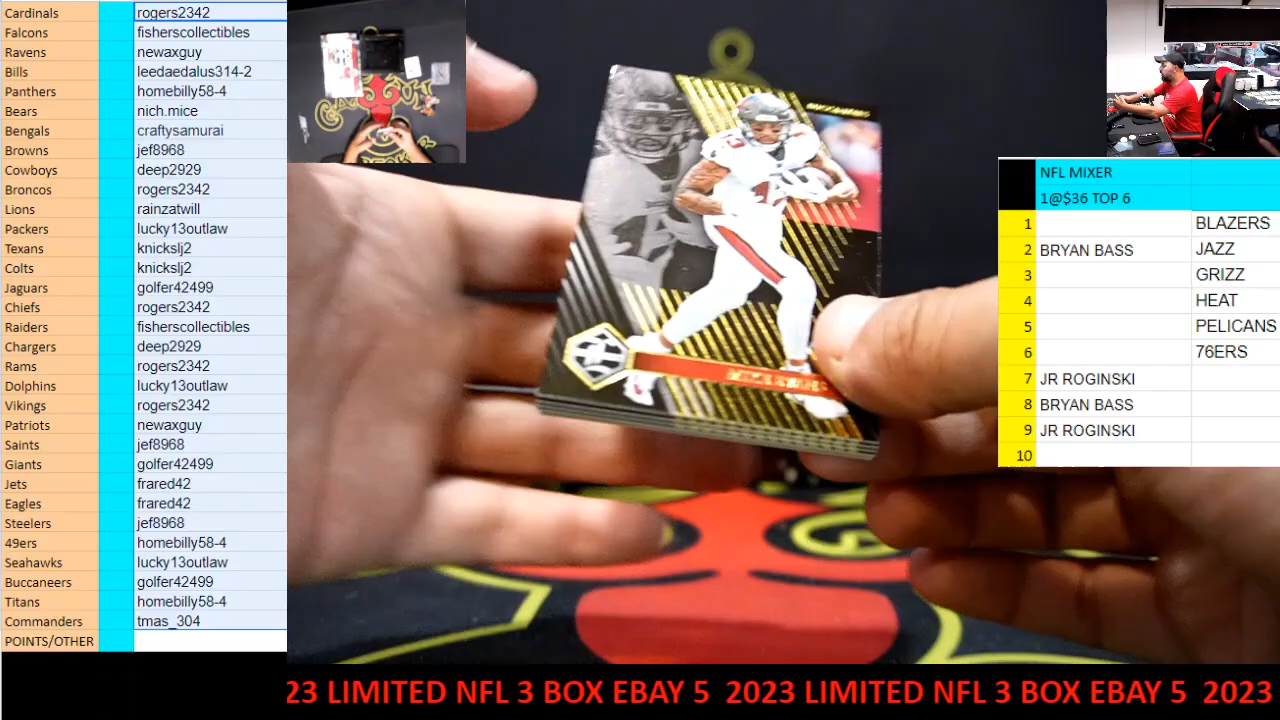 Cardinals rogers2342
Falcons fisherscollectibles
Ravens newaxguy
Bills leedaedalus314-2
Panthers homebilly58-4
Bears nich.mice
Bengals craftysamurai
Browns jef8968
Cowboys deep2929
Broncos rogers2342
Lions rainzatwill
Packers lucky13outlaw
Texans knickslj2
Colts knickslj2
Jaguars golfer42499
Chiefs rogers2342
Raiders fisherscollectibles
Chargers deep2929
Rams rogers2342
Dolphins lucky13outlaw
Vikings rogers2342
Patriots newaxguy
Saints jef8968
Giants golfer42499
Jets frared42
Eagles frared42
Steelers jef8968
49ers homebilly58-4
Seahawks lucky13outlaw
Buccaneers golfer42499
Titans homebilly58-4
Commanders tmas_304
POINTS/OTHER
NFL MIXER
1@$36 TOP 6
1 BLAZERS
2 BRYAN BASS JAZZ
3 GRIZZ
4 HEAT
5 PELICANS
6 76ERS
7 JR ROGINSKI
8 BRYAN BASS
9 JR ROGINSKI
10
23 LIMITED NFL 3 BOX EBAY 5 2023 LIMITED NFL 3 BOX EBAY 5 2023